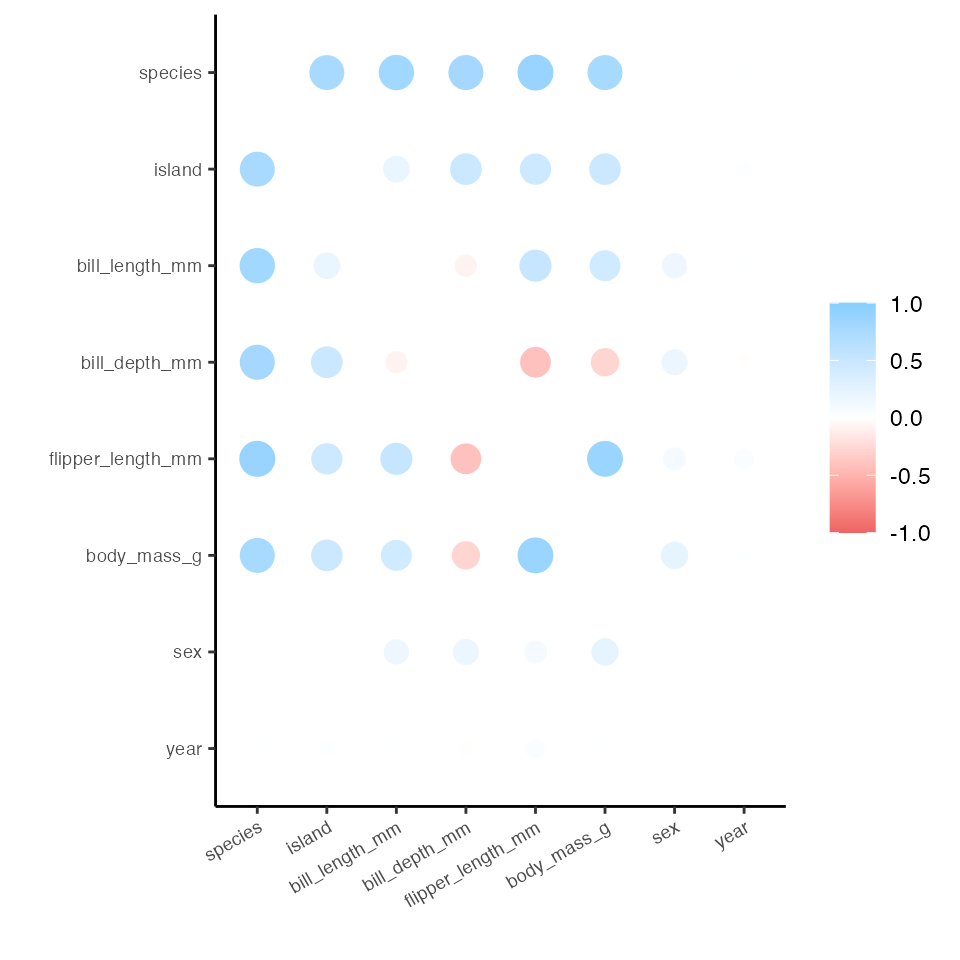 species
island
bill_length_mm
bill_depth_mm
flipper_length_mm
body_mass_g
sex
year
species
island
bill_length_mm
bill_depth_mm
flipper_length_mm
body_mass_g
sex
year
1.0
0.5
0.0
-0.5
-1.0